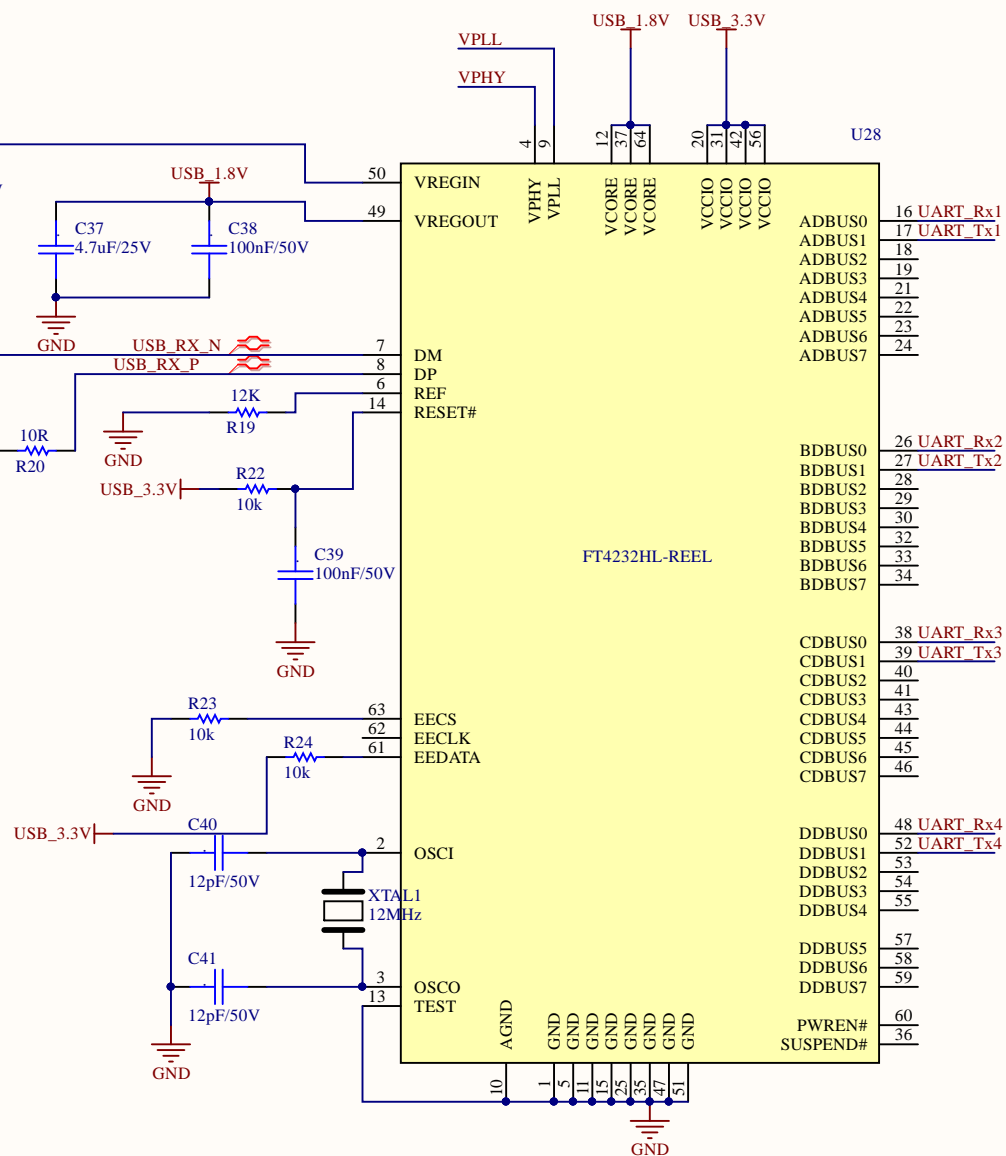 USB_1.8V USB_3.3V
VPLL
VPHY
U28
4 9 12 37 64 20 31 42 56
VPHY VPLL VCORE VCORE VCORE VCCIO VCCIO VCCIO VCCIO
50 VREGIN
USB_1.8V
49 VREGOUT
C37
4.7uF/25V
C38
100nF/50V
GND
USB_RX_N 7 DM
USB_RX_P 8 DP
6 REF
14 RESET#
12K
R19
GND
10R
R20
USB_3.3V
R22
10k
C39
100nF/50V
GND
FT4232HL-REEL
R23
10k
GND
63 EECS
62 EECLK
61 EEDATA
R24
10k
USB_3.3V
C40
12pF/50V
2 OSCI
XTAL1
12MHz
C41
12pF/50V
3 OSCO
13 TEST
GND
ADBUS0 16 UART_Rx1
ADBUS1 17 UART_Tx1
ADBUS2 18
ADBUS3 19
ADBUS4 21
ADBUS5 22
ADBUS6 23
ADBUS7 24
BDBUS0 26 UART_Rx2
BDBUS1 27 UART_Tx2
BDBUS2 28
BDBUS3 29
BDBUS4 30
BDBUS5 32
BDBUS6 33
BDBUS7 34
CDBUS0 38 UART_Rx3
CDBUS1 39 UART_Tx3
CDBUS2 40
CDBUS3 41
CDBUS4 43
CDBUS5 44
CDBUS6 45
CDBUS7 46
DDBUS0 48 UART_Rx4
DDBUS1 52 UART_Tx4
DDBUS2 53
DDBUS3 54
DDBUS4 55
DDBUS5 57
DDBUS6 58
DDBUS7 59
PWREN# 60
SUSPEND# 36
AGND GND GND GND GND GND GND GND GND
10 1 5 11 15 25 35 47 51
GND